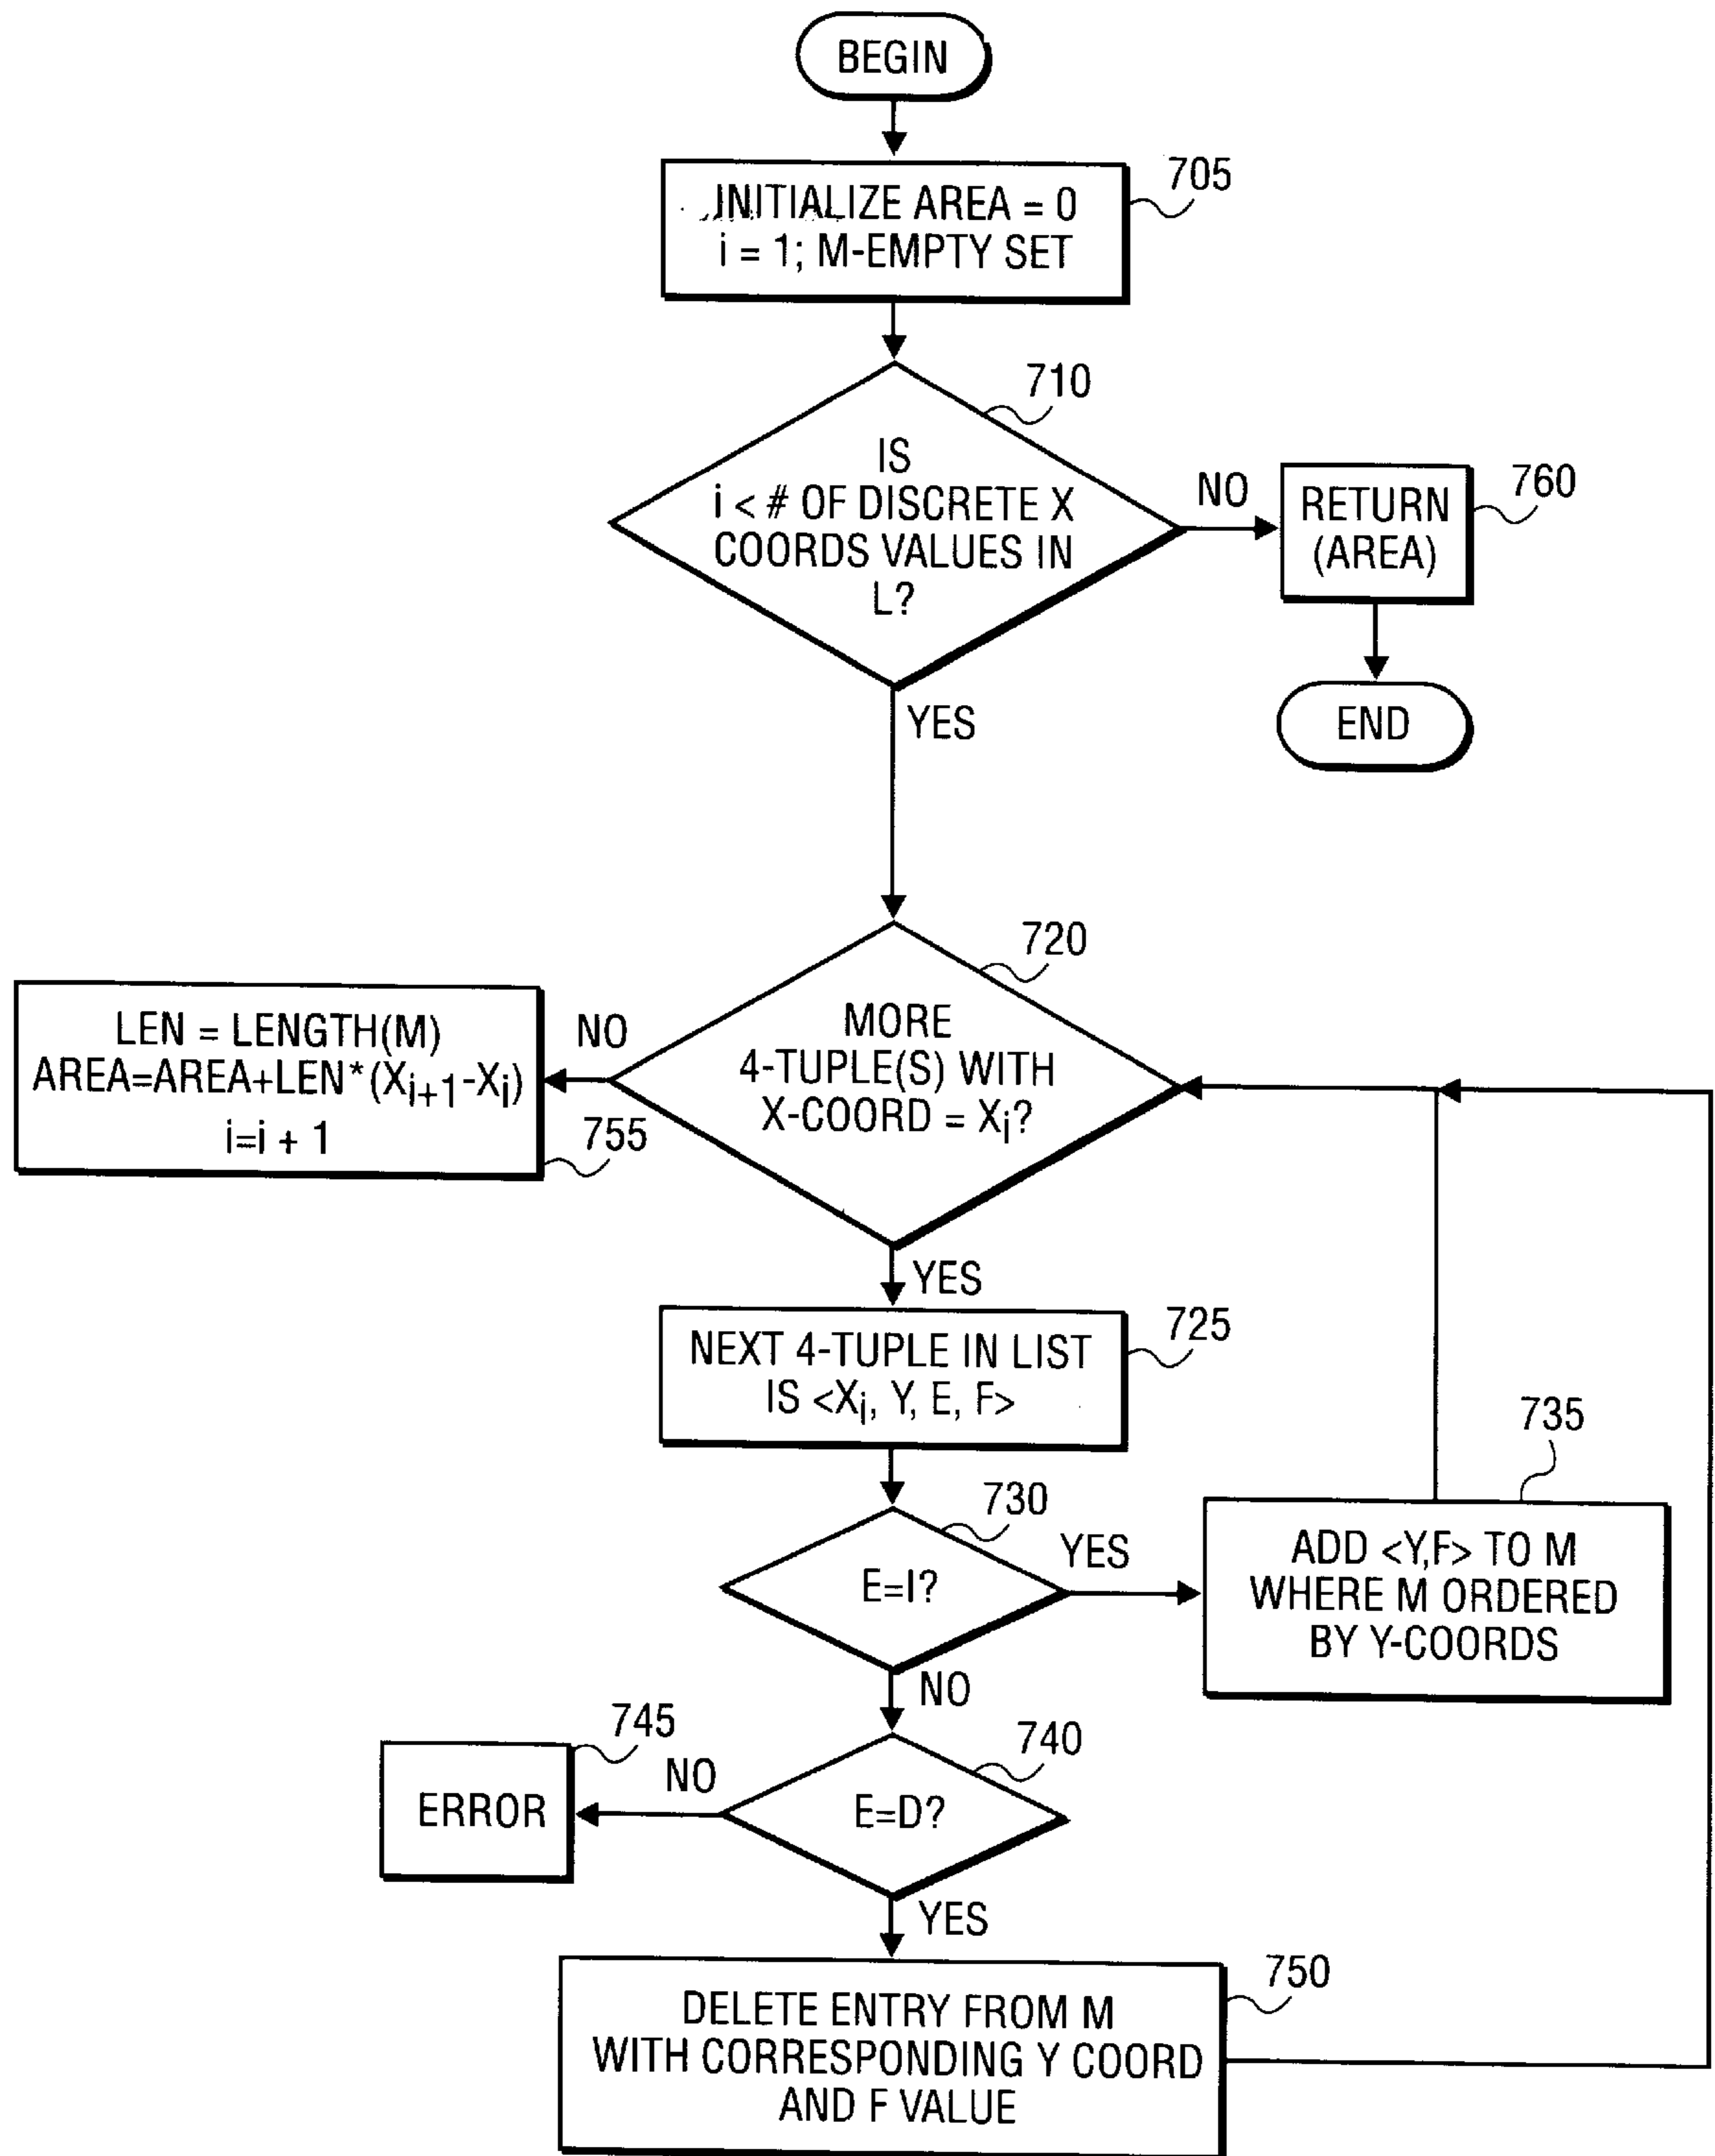 BEGIN
INITIALIZE AREA = 0
i = 1; M-EMPTY SET
705
710
IS
i < # OF DISCRETE X
COORDS VALUES IN
L?
NO
RETURN
(AREA)
760
END
YES
720
MORE
4-TUPLE(S) WITH
X-COORD = Xi?
NO
LEN = LENGTH(M)
AREA=AREA+LEN*(Xi+1-Xi)
i=i + 1
755
YES
NEXT 4-TUPLE IN LIST
IS <Xi, Y, E, F>
725
730
E=I?
YES
735
ADD <Y,F> TO M
WHERE M ORDERED
BY Y-COORDS
NO
740
E=D?
NO
745
ERROR
YES
750
DELETE ENTRY FROM M
WITH CORRESPONDING Y COORD
AND F VALUE